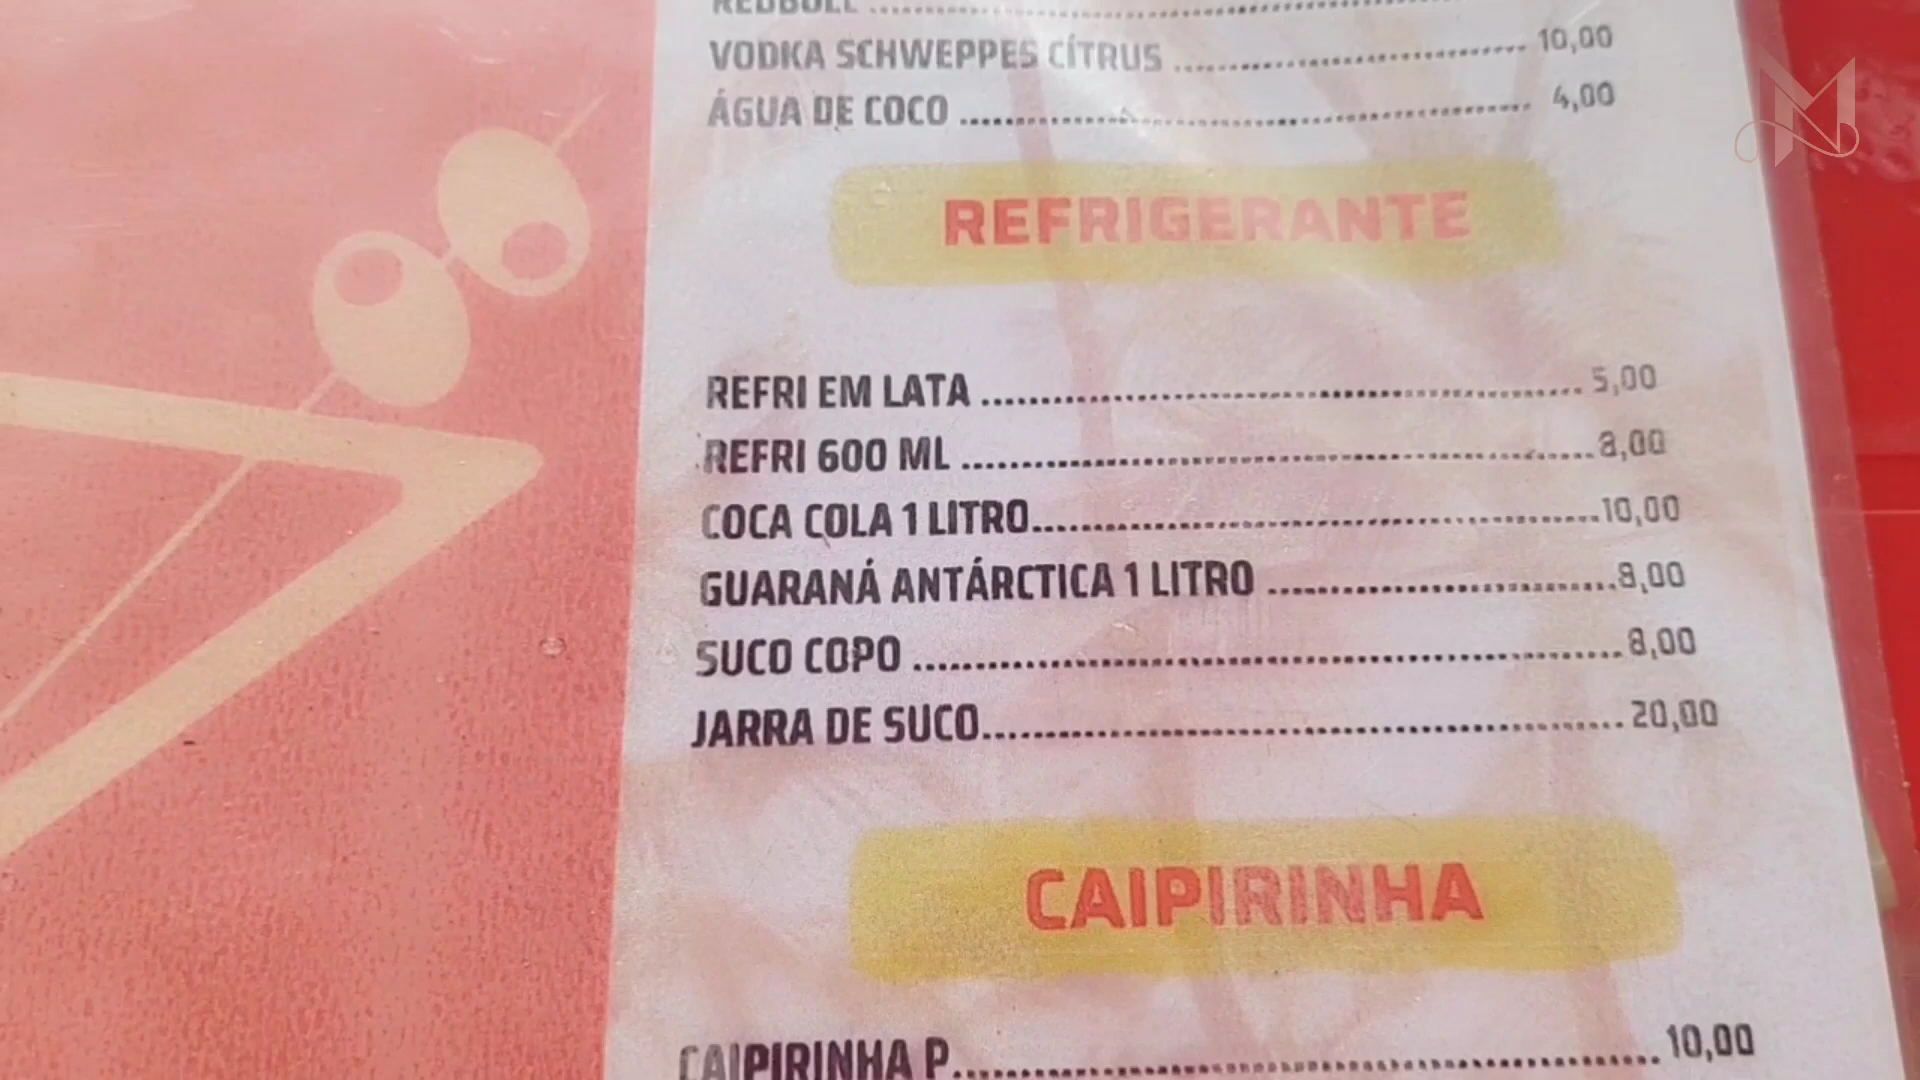 REDBULL
VODKA SCHWEPPES CÍTRUS ........................ 10,00
ÁGUA DE COCO ........................ 4,00
REFRIGERANTE
REFRI EM LATA ........................ 5,00
REFRI 600 ML ........................ 8,00
COCA COLA 1 LITRO........................ 10,00
GUARANÁ ANTÁRCTICA 1 LITRO ........................ 8,00
SUCO COPO ........................ 8,00
JARRA DE SUCO........................ 20,00
CAIPIRINHA
CAIPIRINHA P........................ 10,00
M